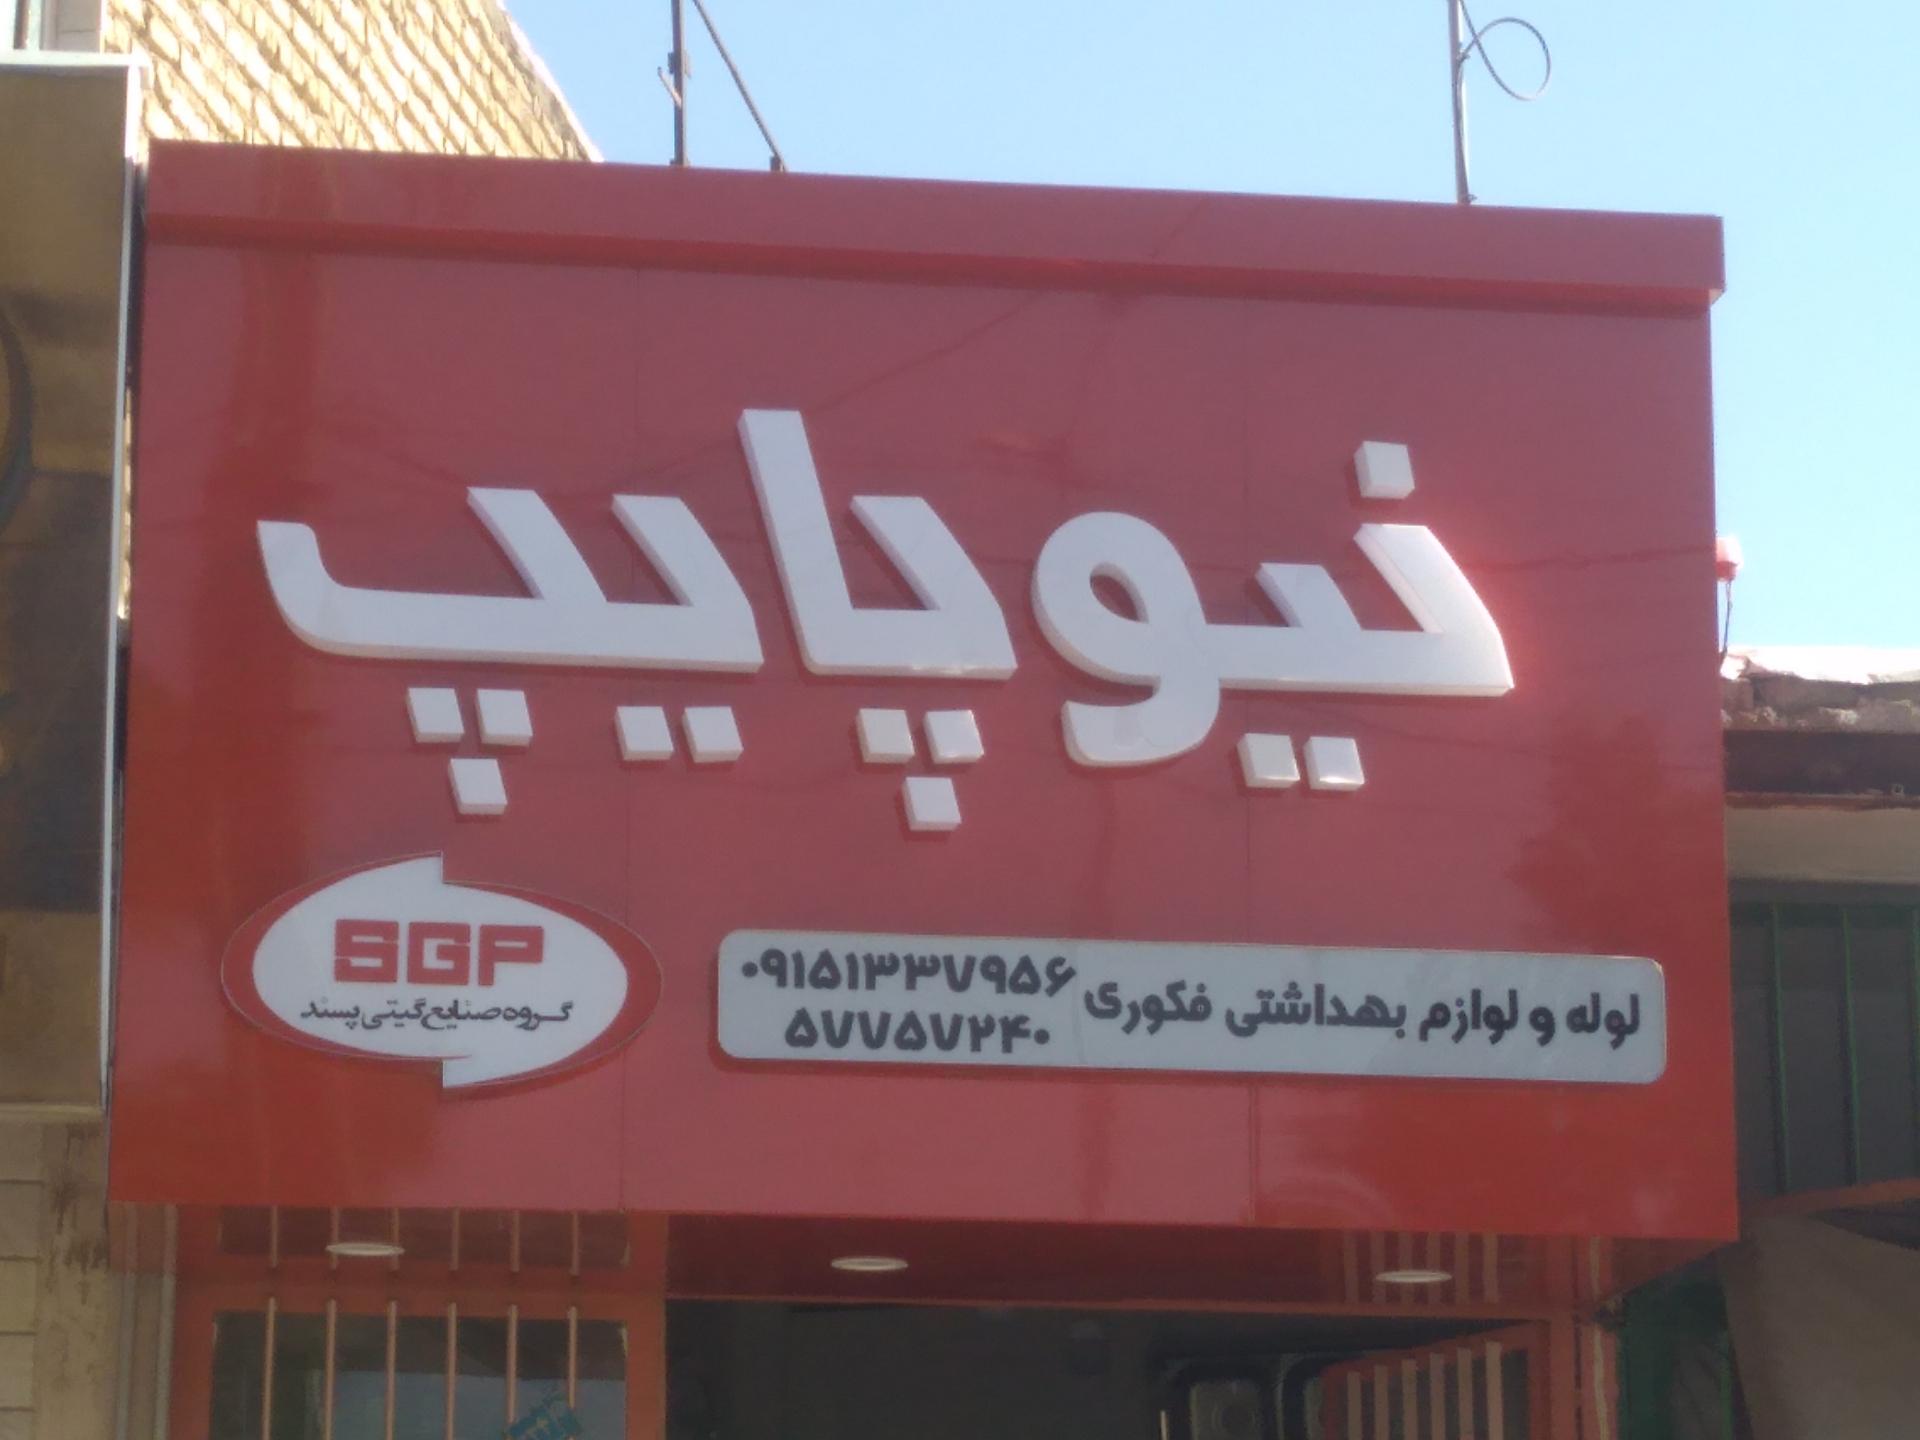 نیوپایپ
لوله و لوازم بهداشتی فکوری
۰۹۱۵۱۳۳۷۹۵۶
۵۷۷۵۷۲۴۰
SGP
گروه صنایع گیتی پسند